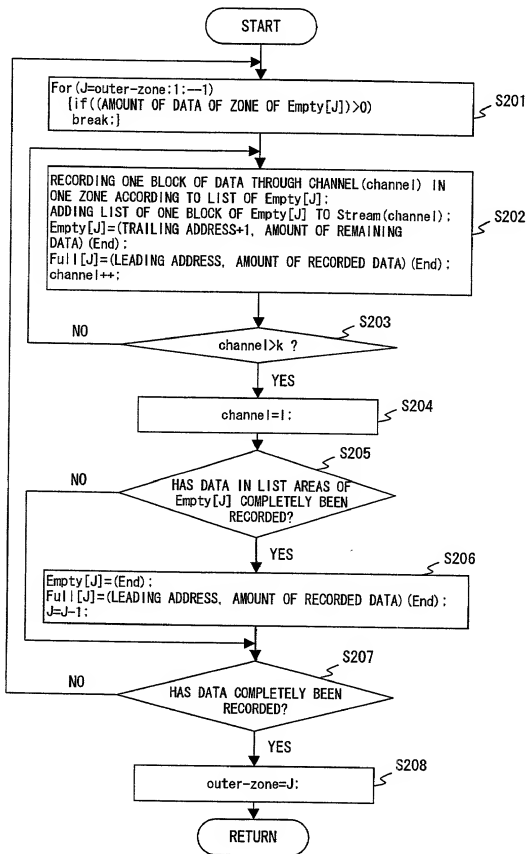 START
For(J=outer-zone:1:--1)
{if((AMOUNT OF DATA OF ZONE OF Empty[J])>0)
break;}
S201
RECORDING ONE BLOCK OF DATA THROUGH CHANNEL(channel) IN
ONE ZONE ACCORDING TO LIST OF Empty[J];
ADDING LIST OF ONE BLOCK OF Empty[J] TO Stream(channel);
Empty[J]=(TRAILING ADDRESS+1, AMOUNT OF REMAINING
DATA)(End);
Full[J]=(LEADING ADDRESS, AMOUNT OF RECORDED DATA)(End);
channel++;
S202
S203
NO
channel>k ?
YES
S204
channel=1;
S205
NO
HAS DATA IN LIST AREAS OF
Empty[J] COMPLETELY BEEN
RECORDED?
YES
S206
Empty[J]=(End);
Full[J]=(LEADING ADDRESS, AMOUNT OF RECORDED DATA)(End);
J=J-1;
S207
NO
HAS DATA COMPLETELY BEEN
RECORDED?
YES
S208
outer-zone=J;
RETURN